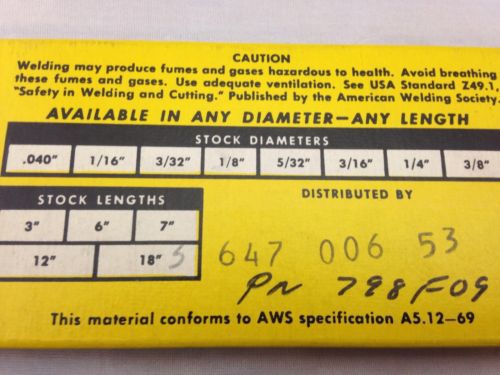 CAUTION
Welding may produce fumes and gases hazardous to health. Avoid breathing
these fumes and gases. Use adequate ventilation. See USA Standard Z49.1,
"Safety in Welding and Cutting." Published by the American Welding Society.
AVAILABLE IN ANY DIAMETER—ANY LENGTH
STOCK DIAMETERS
.040" 1/16" 3/32" 1/8" 5/32" 3/16" 1/4" 3/8"
STOCK LENGTHS
3" 6" 7"
12" 18"
DISTRIBUTED BY
S 647 006 53
PN 798F09
This material conforms to AWS specification A5.12—69